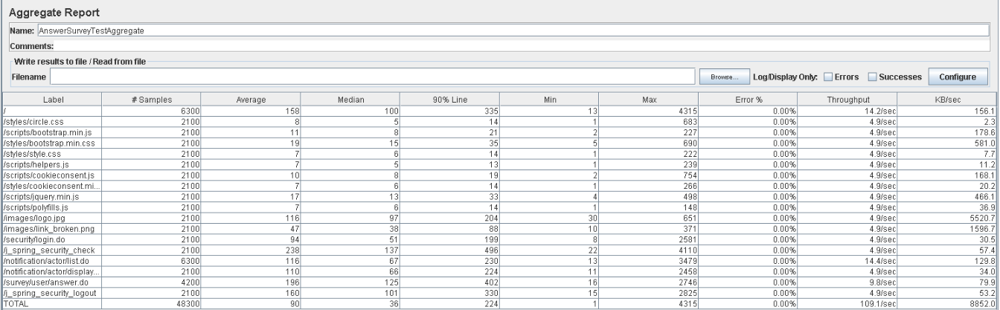 Aggregate Report
Name: AnswerSurveyTestAggregate
Comments:
Write results to file / Read from file
Filename Browse... Log/Display Only: Errors Successes Configure
Label # Samples Average Median 90% Line Min Max Error % Throughput KB/sec
/ 6300 158 100 335 13 4315 0.00% 14.2/sec 156.1
/styles/circle.css 2100 8 5 14 1 683 0.00% 4.9/sec 2.3
/scripts/bootstrap.min.js 2100 11 8 21 2 227 0.00% 4.9/sec 178.6
/styles/bootstrap.min.css 2100 19 15 35 5 690 0.00% 4.9/sec 581.0
/styles/style.css 2100 7 6 14 1 222 0.00% 4.9/sec 7.7
/scripts/helpers.js 2100 7 5 13 1 239 0.00% 4.9/sec 11.2
/scripts/cookieconsent.js 2100 10 8 19 2 754 0.00% 4.9/sec 168.1
/styles/cookieconsent.mi... 2100 7 6 14 1 266 0.00% 4.9/sec 20.2
/scripts/jquery.min.js 2100 17 13 33 4 498 0.00% 4.9/sec 466.1
/scripts/polyfills.js 2100 7 6 14 1 148 0.00% 4.9/sec 36.9
/images/logo.jpg 2100 116 97 204 30 651 0.00% 4.9/sec 5520.7
/images/link_broken.png 2100 47 38 88 10 371 0.00% 4.9/sec 1596.7
/security/login.do 2100 94 51 199 8 2581 0.00% 4.9/sec 30.5
/j_spring_security_check 2100 238 137 496 22 4110 0.00% 4.9/sec 57.4
/notification/actor/list.do 6300 116 67 230 13 3479 0.00% 14.4/sec 129.8
/notification/actor/display... 2100 110 66 224 11 2458 0.00% 4.9/sec 34.0
/survey/user/answer.do 4200 196 125 402 16 2746 0.00% 9.8/sec 79.9
/j_spring_security_logout 2100 160 101 330 15 2825 0.00% 4.9/sec 53.2
TOTAL 48300 90 36 224 1 4315 0.00% 109.1/sec 8852.0